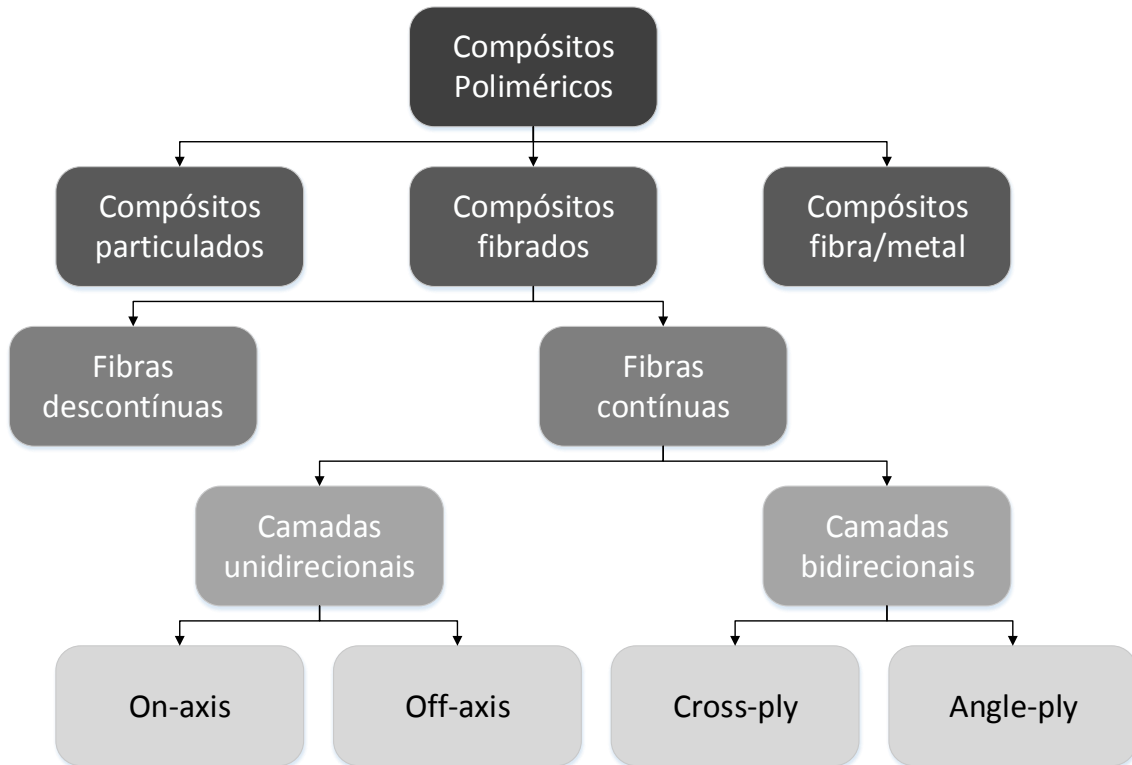 Compósitos
Poliméricos
Compósitos
particulados
Compósitos
fibrados
Compósitos
fibra/metal
Fibras
descontínuas
Fibras
contínuas
Camadas
unidirecionais
Camadas
bidirecionais
On-axis
Off-axis
Cross-ply
Angle-ply